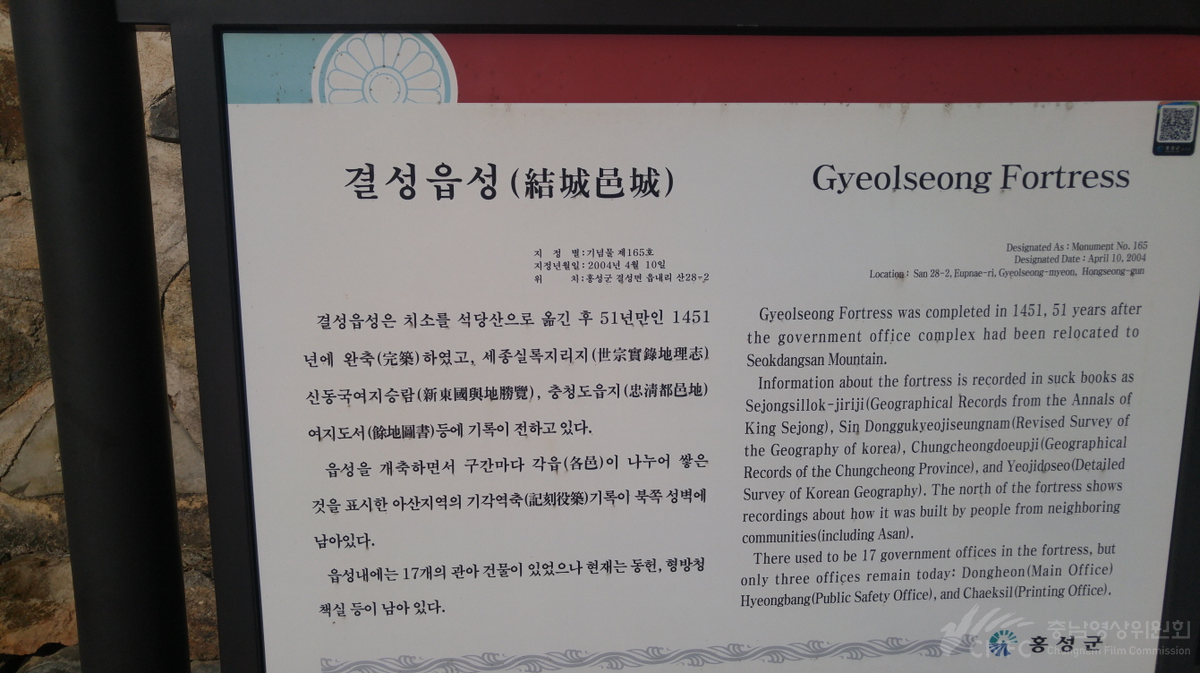 결성읍성(結城邑城)
지 정 별:기념물 제165호
지정년월일:2004년 4월 10일
위 치:홍성군 결성면 읍내리 산28-2
결성읍성은 치소를 석당산으로 옮긴 후 51년만인 1451
년에 완축(完築)하였고, 세종실록지리지(世宗實錄地理志)
신동국여지승람(新東國輿地勝覽), 충청도읍지(忠淸都邑地)
여지도서(餘地圖書)등에 기록이 전하고 있다.
읍성을 개축하면서 구간마다 각읍(各邑)이 나누어 쌓은
것을 표시한 아산지역의 기각역축(記刻役築)기록이 북쪽 성벽에
남아있다.
읍성내에는 17개의 관아 건물이 있었으나 현재는 동헌, 형방청
책실 등이 남아 있다.
Gyeolseong Fortress
Designated As : Monument No. 165
Designated Date : April 10, 2004
Location : San 28-2, Eupnae-ri, Gyeolseong-myeon, Hongseong-gun
Gyeolseong Fortress was completed in 1451, 51 years after
the government office complex had been relocated to
Seokdangsan Mountain.
Information about the fortress is recorded in suck books as
Sejongsillok-jiriji(Geographical Records from the Annals of
King Sejong), Sin Donggukyeojiseungnam(Revised Survey of
the Geography of korea), Chungcheongdoeupji(Geographical
Records of the Chungcheong Province), and Yeojidoseo(Detailed
Survey of Korean Geography). The north of the fortress shows
recordings about how it was built by people from neighboring
communities(including Asan).
There used to be 17 government offices in the fortress, but
only three offices remain today: Dongheon(Main Office)
Hyeongbang(Public Safety Office), and Chaeksil(Printing Office).
홍성군
충남영상위원회
Chungnam Film Commission